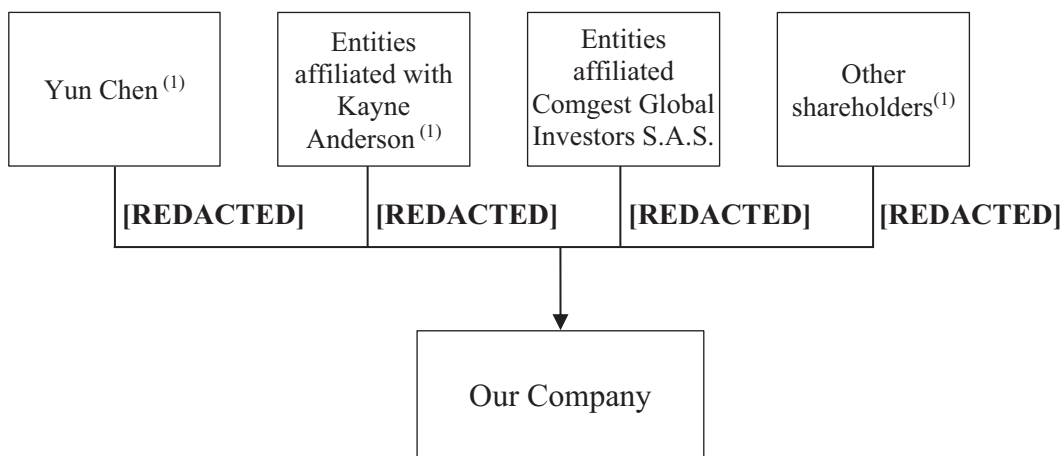 Yun Chen (1)
Entities
affiliated with
Kayne
Anderson (1)
Entities
affiliated
Comgest Global
Investors S.A.S.
Other
shareholders(1)
[REDACTED]
[REDACTED]
[REDACTED]
[REDACTED]
Our Company